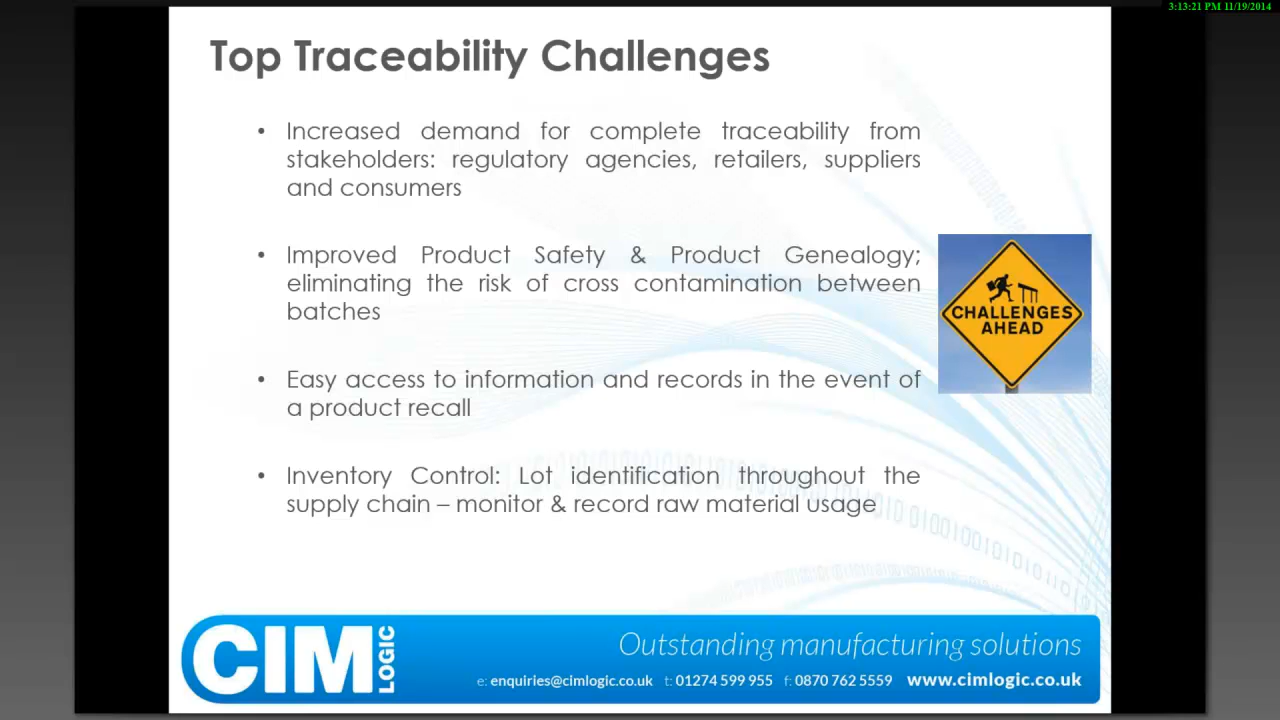 3:13:21 PM 11/19/2014
Top Traceability Challenges
• Increased demand for complete traceability from
stakeholders: regulatory agencies, retailers, suppliers
and consumers
• Improved Product Safety & Product Genealogy;
eliminating the risk of cross contamination between
batches
• Easy access to information and records in the event of
a product recall
• Inventory Control: Lot identification throughout the
supply chain – monitor & record raw material usage
CHALLENGES
AHEAD
CIM
LOGIC
Outstanding manufacturing solutions
e: enquiries@cimlogic.co.uk t: 01274 599 955 f: 0870 762 5559 www.cimlogic.co.uk